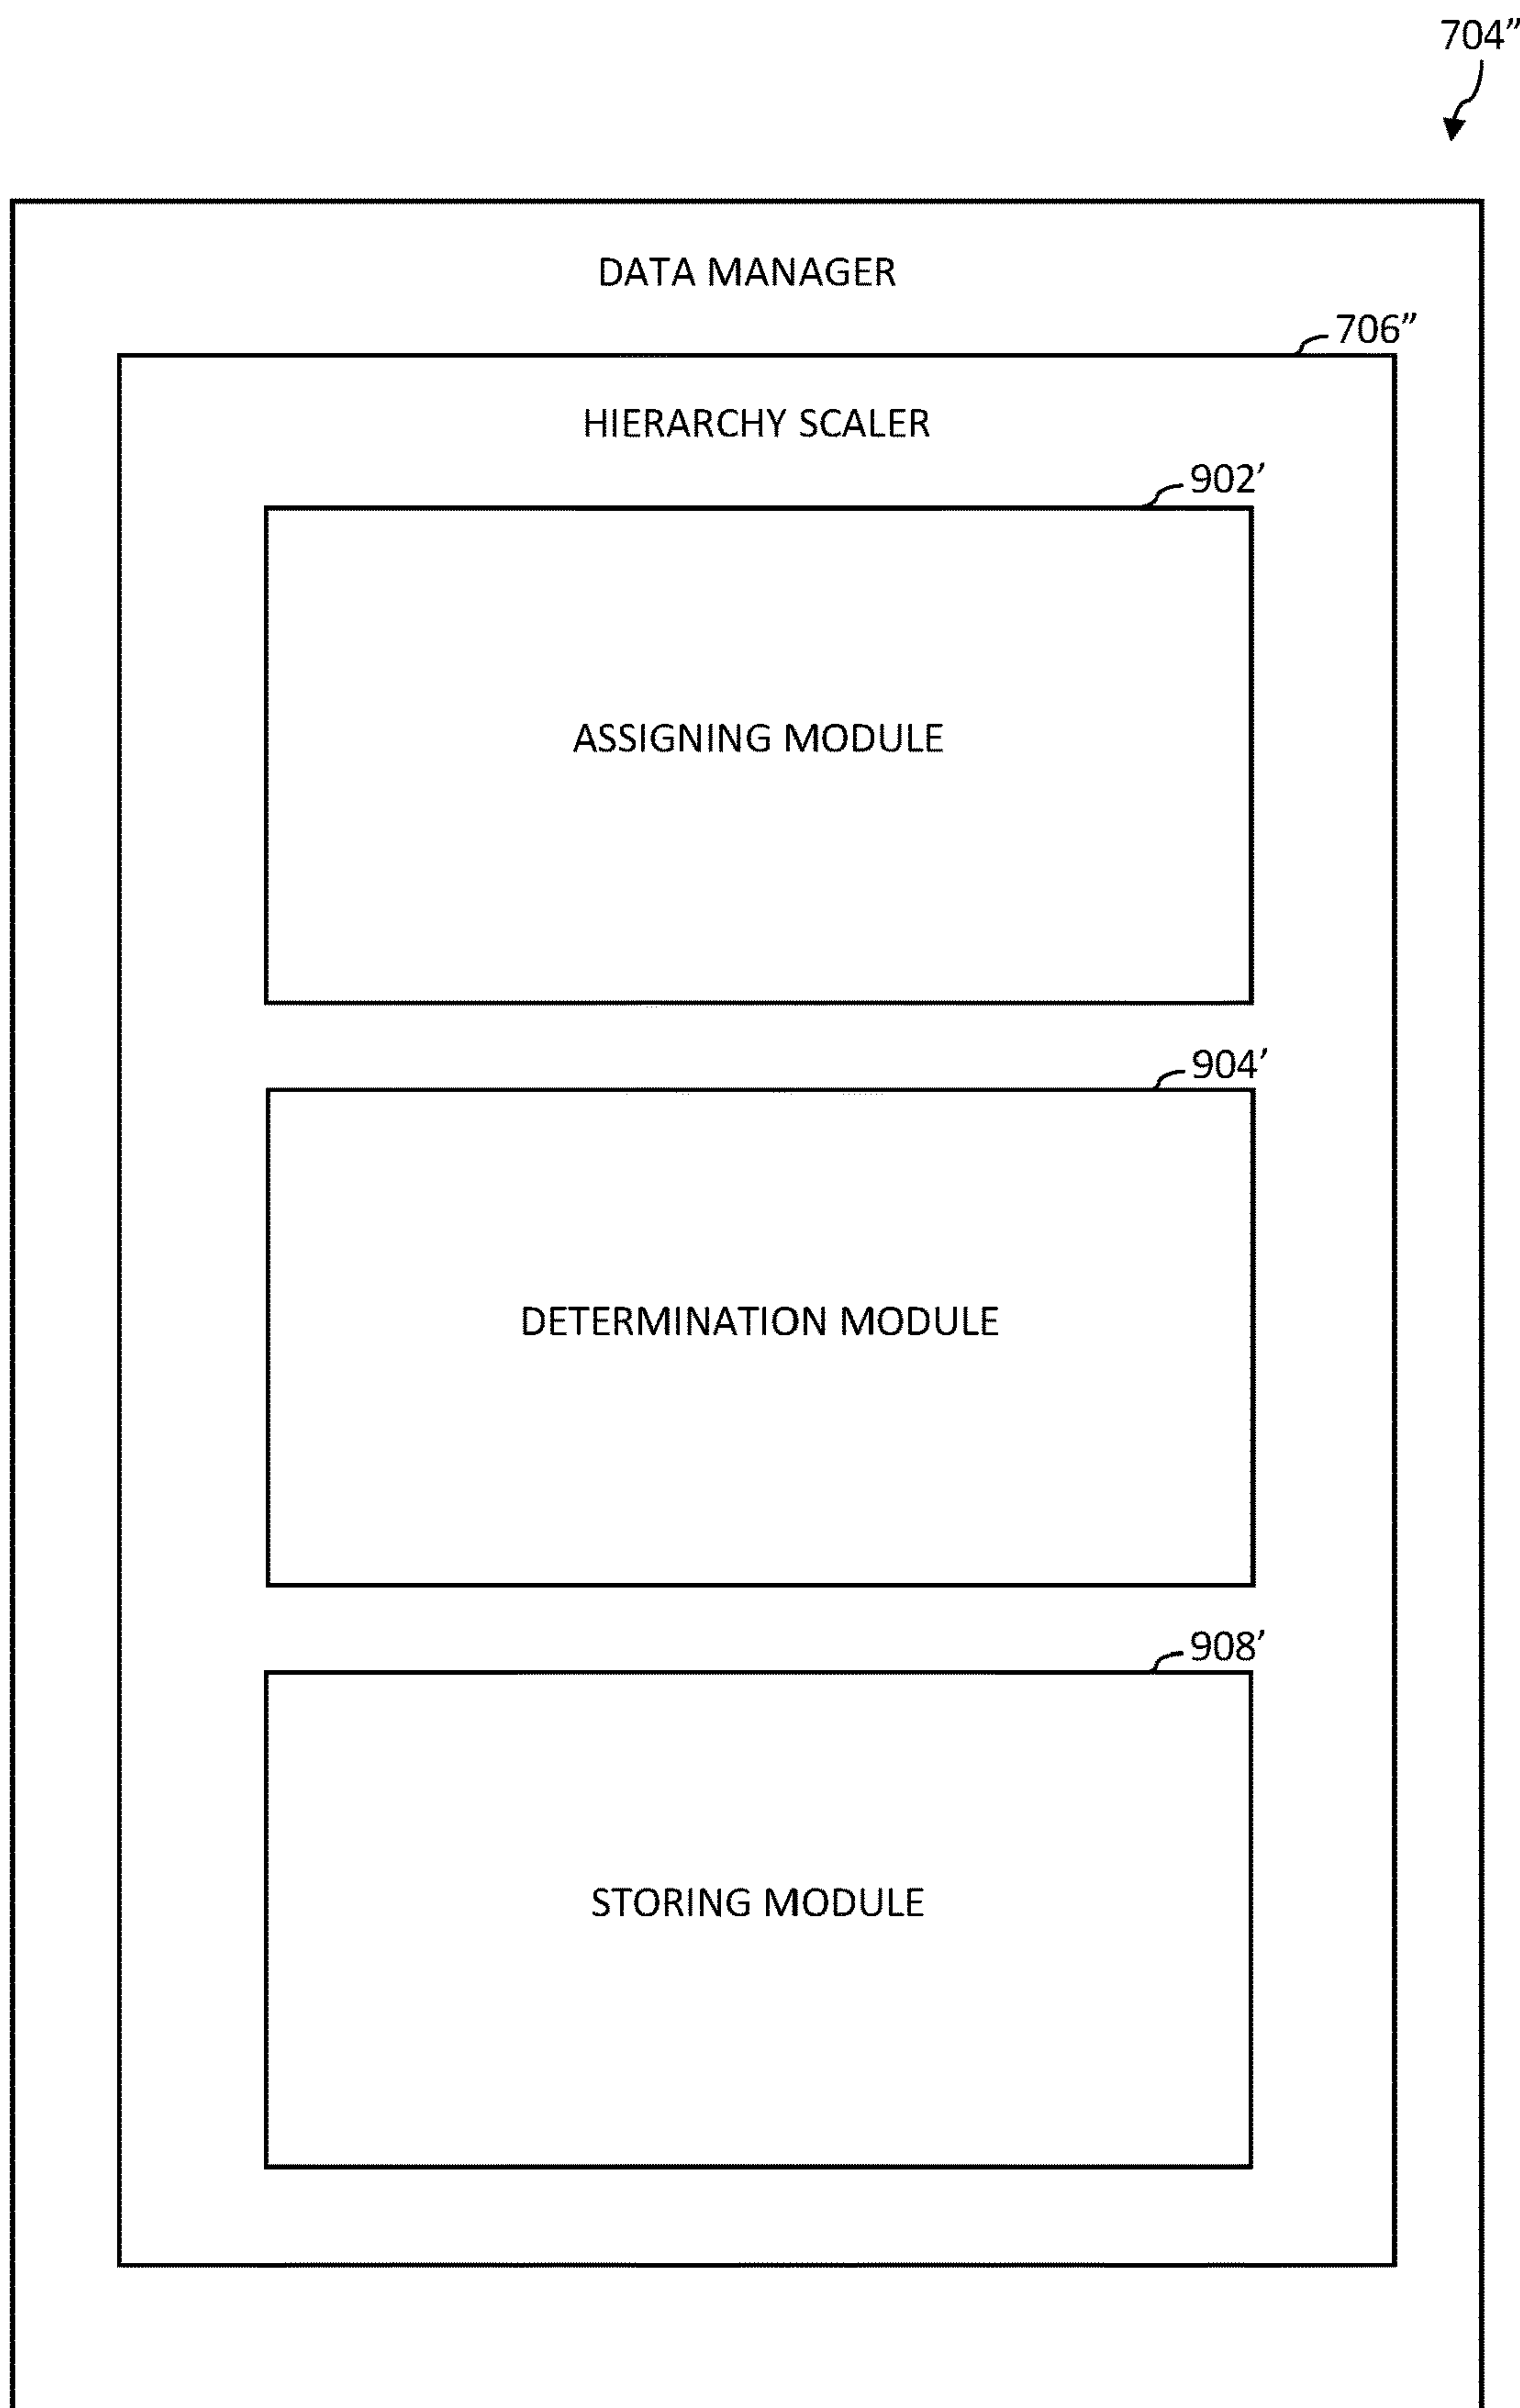 704”
DATA MANAGER
706”
HIERARCHY SCALER
902’
ASSIGNING MODULE
904’
DETERMINATION MODULE
908’
STORING MODULE